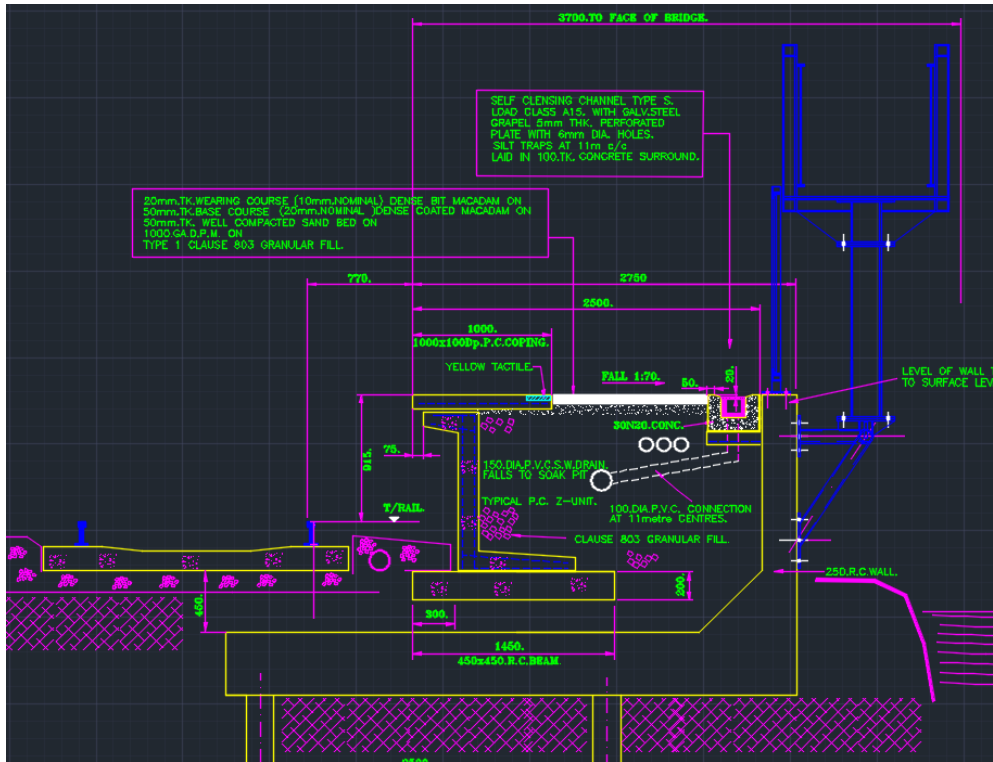 3700.TO FACE OF BRIDGE.
SELF CLENSING CHANNEL TYPE S.
LOAD CLASS A15. WITH GALV.STEEL
GRAPEL 5mm THK. PERFORATED
PLATE WITH 6mm DIA. HOLES.
SILT TRAPS AT 11m c/c
LAID IN 100.TK. CONCRETE SURROUND.
20mm.TK.WEARING COURSE (10mm.NOMINAL) DENSE BIT MACADAM ON
50mm.TK.BASE COURSE (20mm.NOMINAL )DENSE COATED MACADAM ON
50mm.TK. WELL COMPACTED SAND BED ON
1000.GA.D.P.M. ON
TYPE 1 CLAUSE 803 GRANULAR FILL.
770.
2750
2500.
1000.
1000x100Dp.P.C.COPING.
YELLOW TACTILE.
FALL 1:70.
50.
20.
LEVEL OF WALL
TO SURFACE LEV
30N20.CONC.
75.
915.
150.DIA.P.V.C.S.W.DRAIN.
FALLS TO SOAK PIT
TYPICAL P.C. Z-UNIT.
100.DIA.P.V.C. CONNECTION
AT 11metre CENTRES.
T/RAIL.
CLAUSE 803 GRANULAR FILL.
250.R.C.WALL.
450.
200.
300.
1450.
450x450.R.C.BEAM.